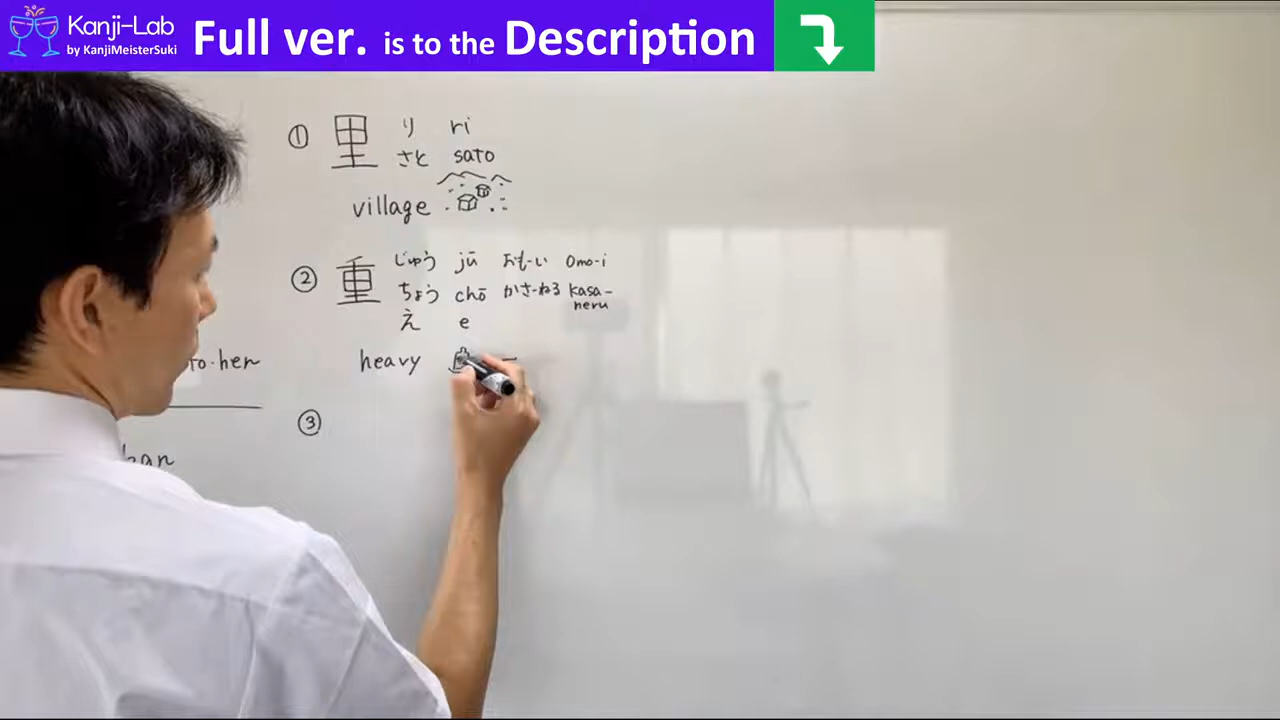 Kanji-Lab
by KanjiMeisterSuki
Full ver. is to the Description
① 里 り ri
さと sato
village
② 重 じゅう jū おも-い omo-i
ちょう chō かさ-ねる kasa-
neru
え e
heavy
to·hen
③